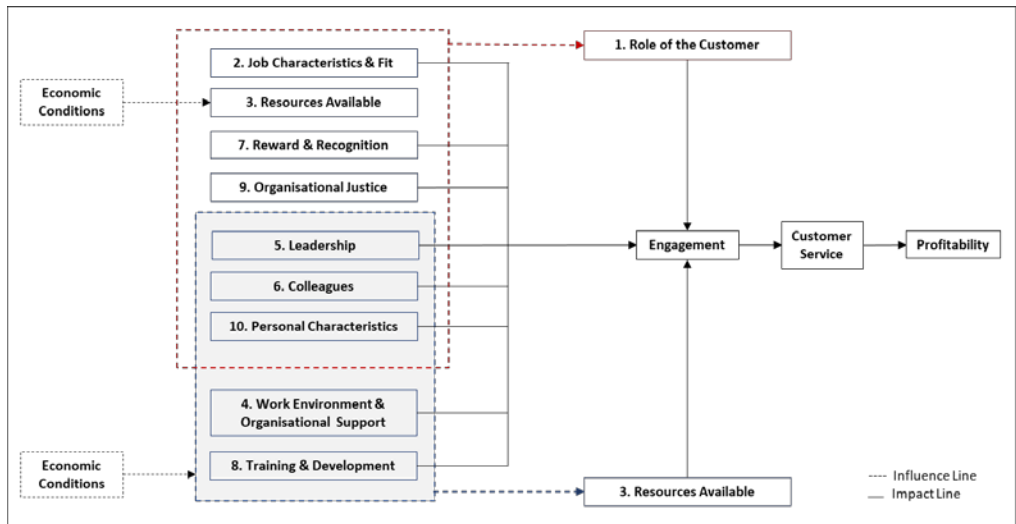 1. Role of the Customer
2. Job Characteristics & Fit
Economic
Conditions
3. Resources Available
7. Reward & Recognition
9. Organisational Justice
5. Leadership
Engagement
Customer
Service
Profitability
6. Colleagues
10. Personal Characteristics
4. Work Environment &
Organisational Support
Economic
Conditions
8. Training & Development
3. Resources Available
Influence Line
Impact Line